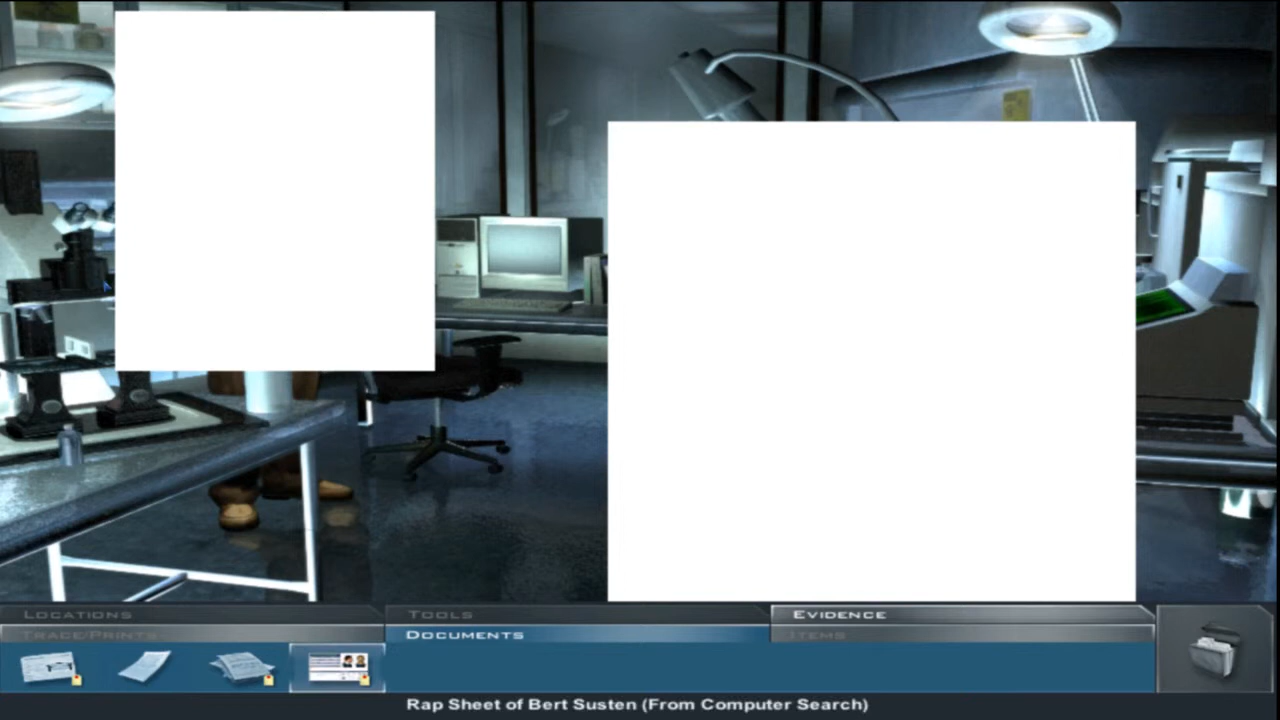 LOCATIONS
TOOLS
EVIDENCE
TRACE/PRINTS
DOCUMENTS
ITEMS
Rap Sheet of Bert Susten (From Computer Search)